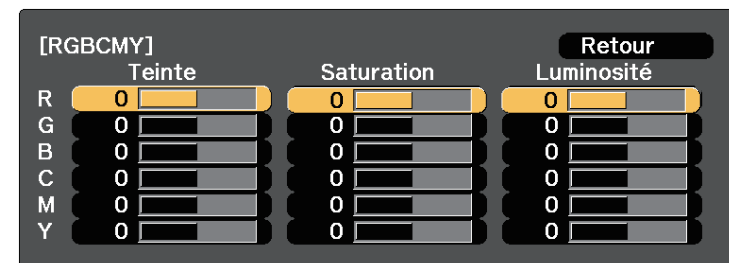 [RGBCMY] Retour
Teinte Saturation Luminosité
R 0 0 0
G 0 0 0
B 0 0 0
C 0 0 0
M 0 0 0
Y 0 0 0